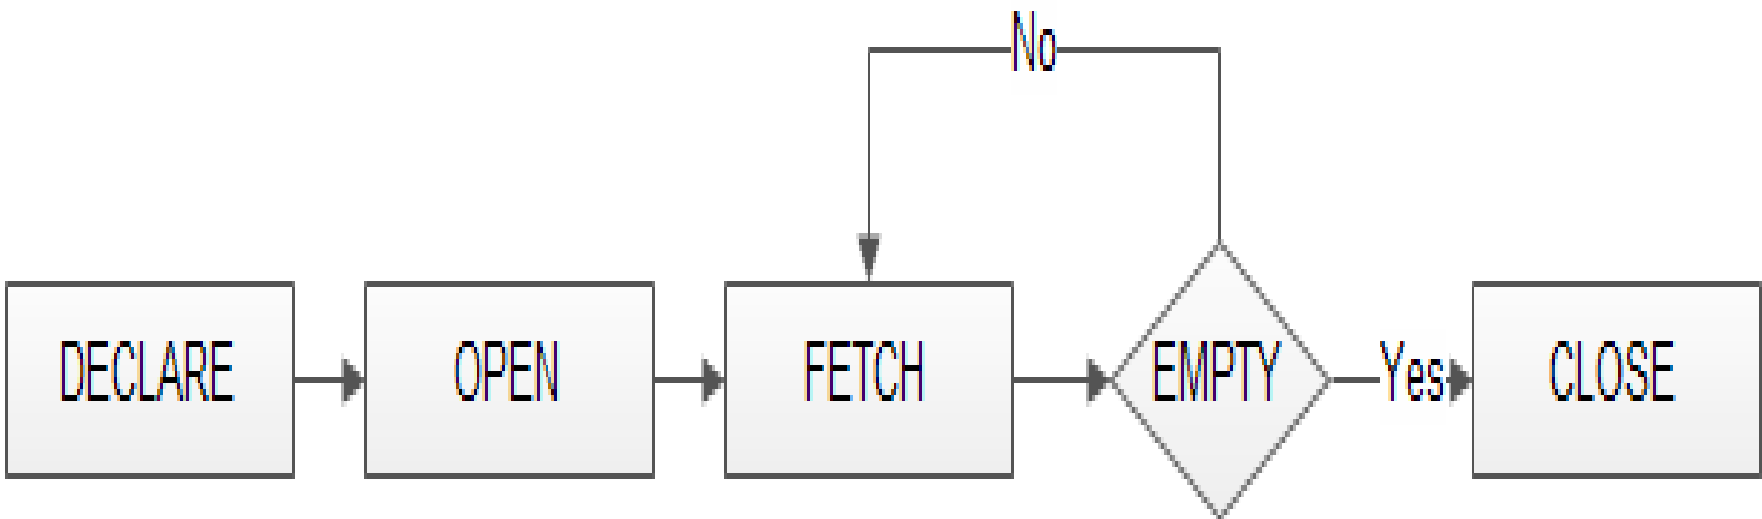 No
DECLARE
OPEN
FETCH
EMPTY
Yes
CLOSE